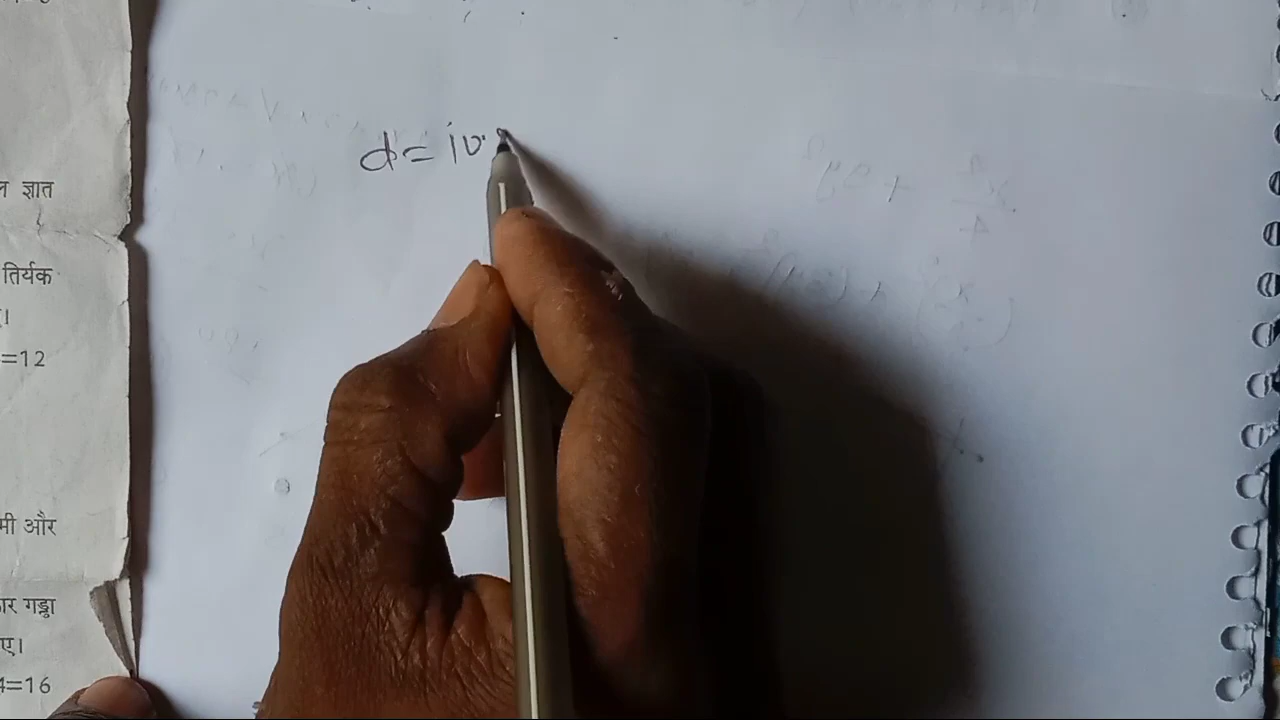 ल ज्ञात
तिर्यक
।
=12
मी और
ार गड्ढा
ए।
4=16
d= 10.